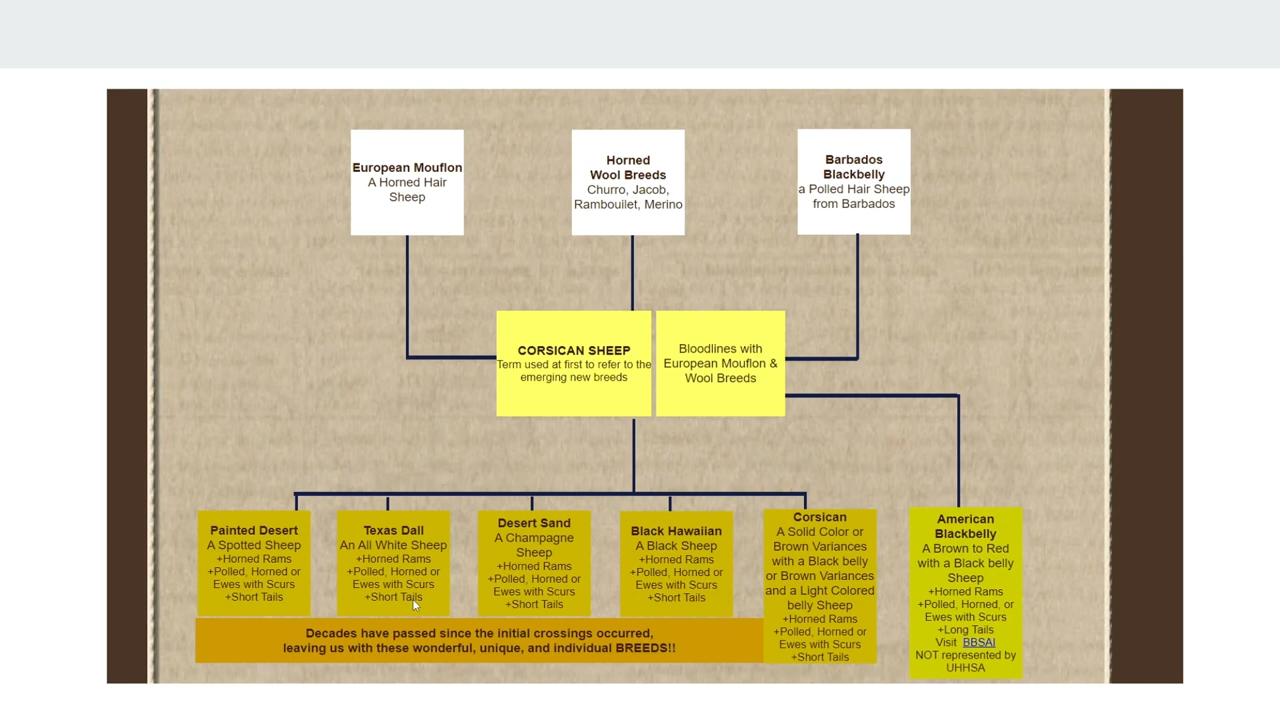 European Mouflon
A Horned Hair
Sheep
Horned
Wool Breeds
Churro, Jacob,
Rambouilet, Merino
Barbados
Blackbelly
a Polled Hair Sheep
from Barbados
CORSICAN SHEEP
Term used at first to refer to the
emerging new breeds
Bloodlines with
European Mouflon &
Wool Breeds
Painted Desert
A Spotted Sheep
+Horned Rams
+Polled, Horned or
Ewes with Scurs
+Short Tails
Texas Dall
An All White Sheep
+Horned Rams
+Polled, Horned or
Ewes with Scurs
+Short Tails
Desert Sand
A Champagne
Sheep
+Horned Rams
+Polled, Horned or
Ewes with Scurs
+Short Tails
Black Hawaiian
A Black Sheep
+Horned Rams
+Polled, Horned or
Ewes with Scurs
+Short Tails
Corsican
A Solid Color or
Brown Variances
with a Black belly
or Brown Variances
and a Light Colored
belly Sheep
+Horned Rams
+Polled, Horned or
Ewes with Scurs
+Short Tails
American
Blackbelly
A Brown to Red
with a Black belly
Sheep
+Horned Rams
+Polled, Horned, or
Ewes with Scurs
+Long Tails
Visit BBSAI
NOT represented by
UHHSA
Decades have passed since the initial crossings occurred,
leaving us with these wonderful, unique, and individual BREEDS!!